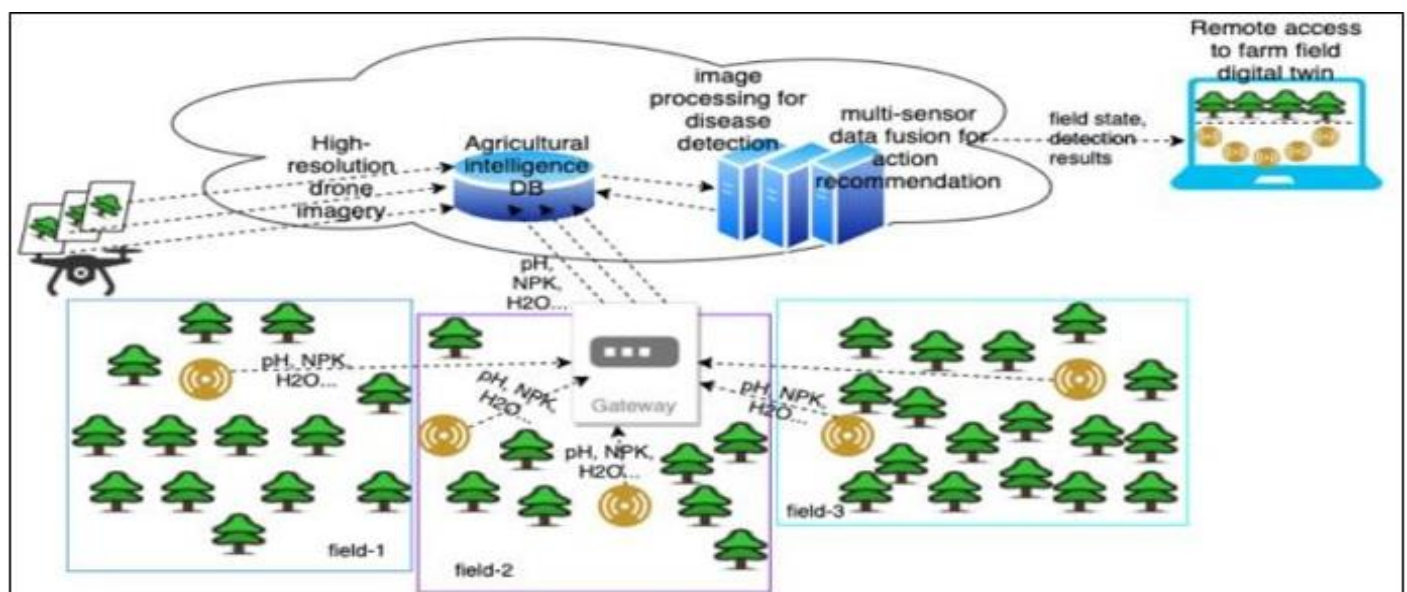 Remote access
to farm field
digital twin
image
processing for
disease
detection
multi-sensor
data fusion for
action
recommendation
field state,
detection
results
High-
resolution
drone
imagery
Agricultural
intelligence
DB
pH,
NPK,
H2O...
pH, NPK,
H2O...
field-1
pH, NPK,
H2O...
Gateway
pH, NPK,
H2O...
field-2
pH, NPK,
H2O...
field-3